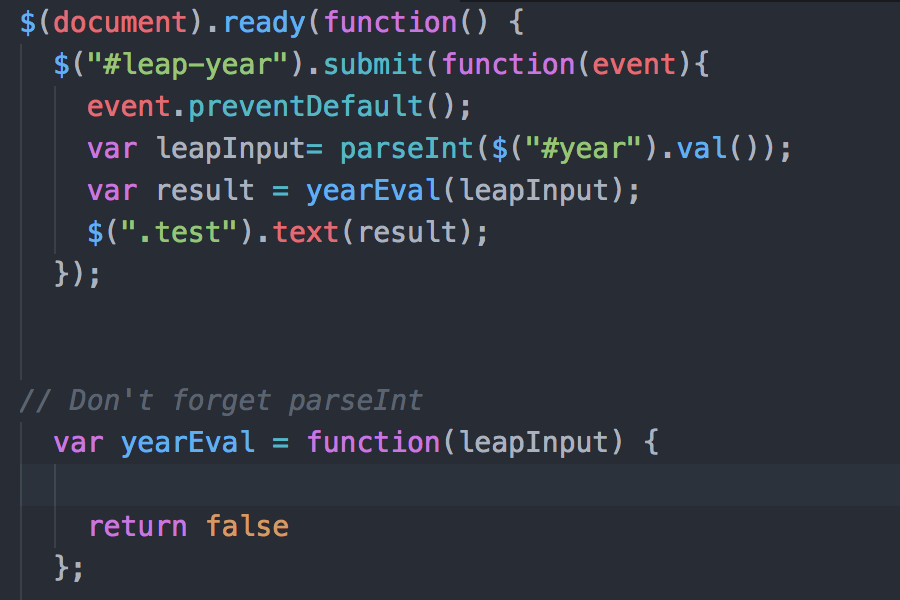 $(document).ready(function() {
  $("#leap-year").submit(function(event){
    event.preventDefault();
    var leapInput= parseInt($("#year").val());
    var result = yearEval(leapInput);
    $(".test").text(result);
  });
// Don't forget parseInt
  var yearEval = function(leapInput) {
    return false
  };